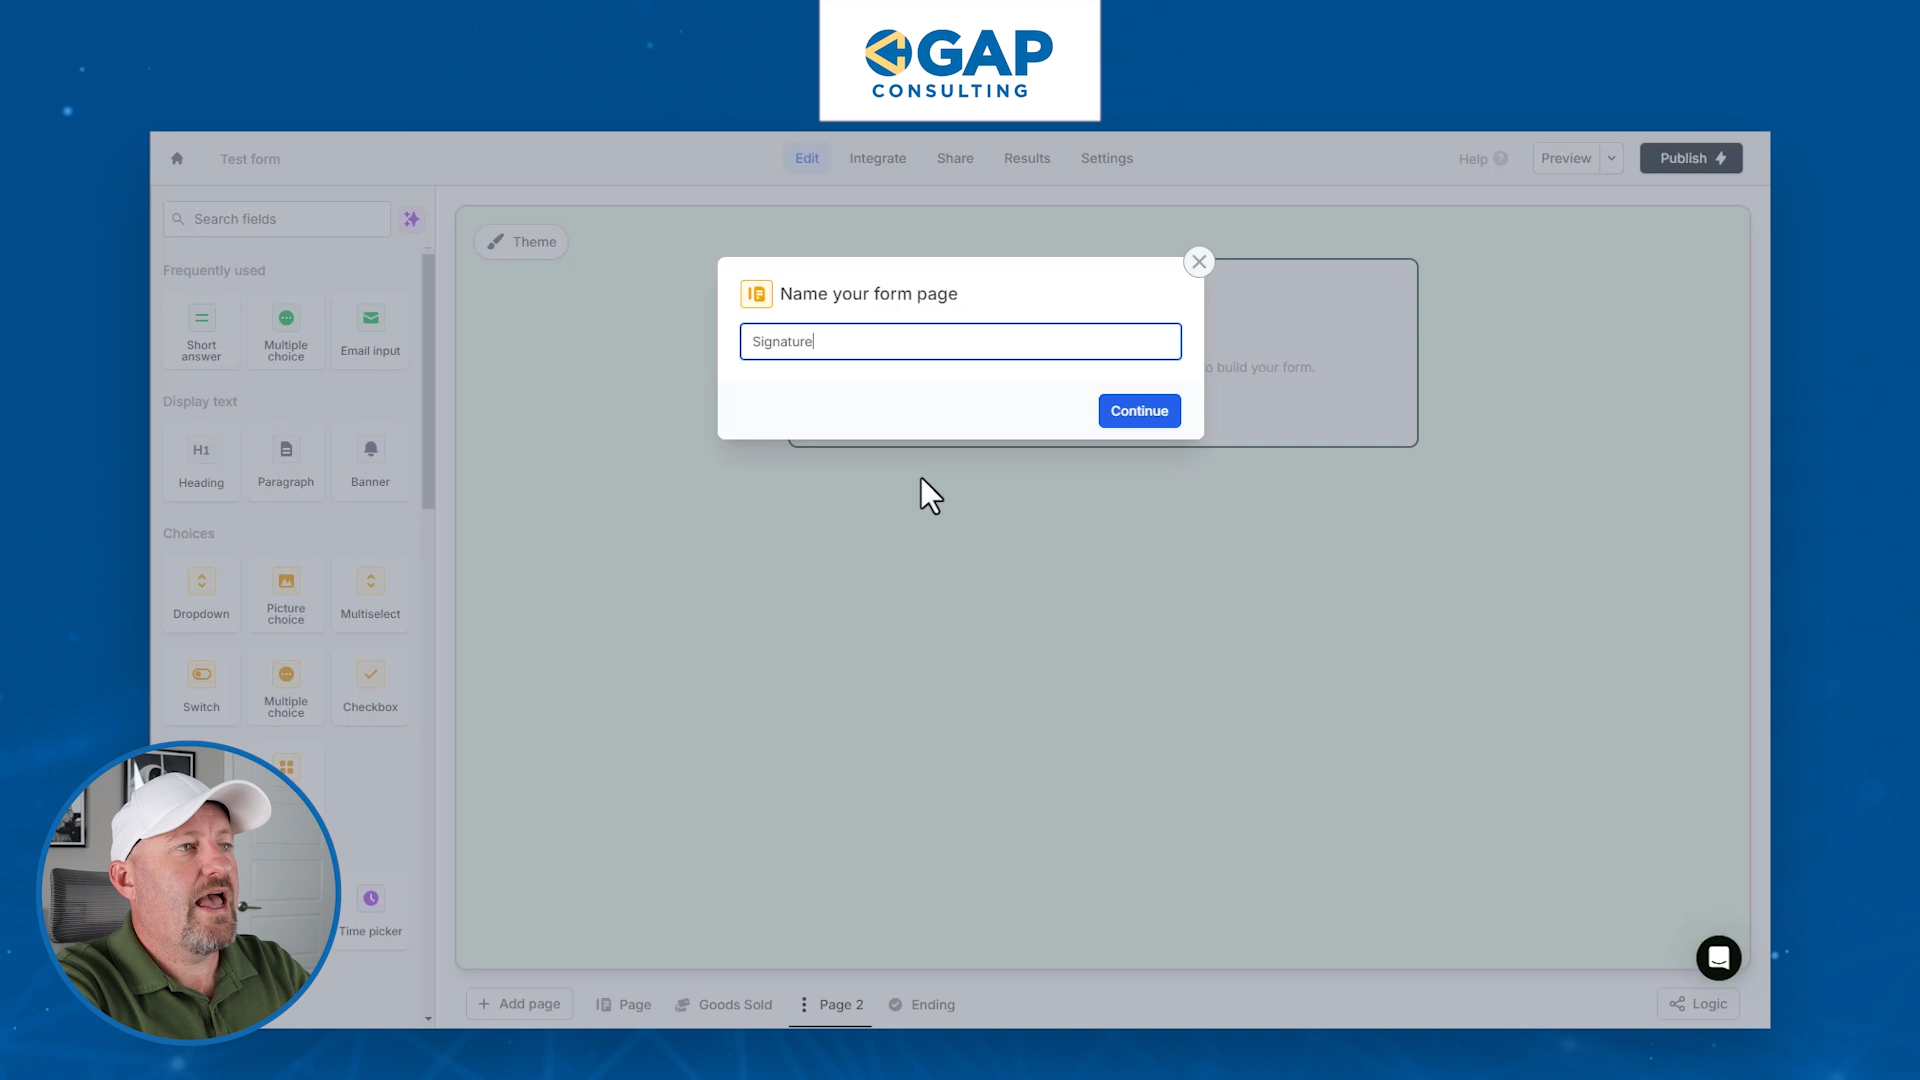 GAP
CONSULTING
Test form
Edit
Integrate
Share
Results
Settings
Help ?
Preview
Publish
Search fields
Theme
Frequently used
Short
answer
Multiple
choice
Email input
Name your form page
Signature
Continue
o build your form.
Display text
H1
Heading
Paragraph
Banner
Choices
Dropdown
Picture
choice
Multiselect
Switch
Multiple
choice
Checkbox
Time picker
+ Add page
Page
Goods Sold
Page 2
Ending
Logic